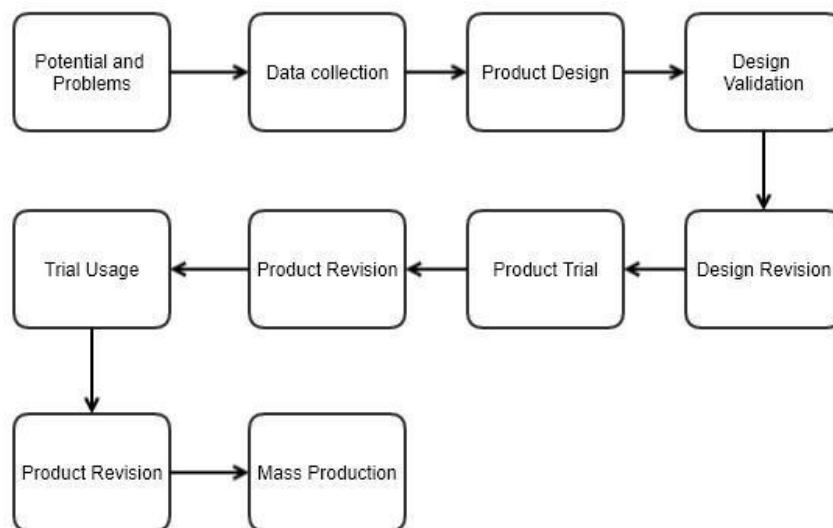 Potential and
Problems
Data collection
Product Design
Design
Validation
Design Revision
Product Trial
Product Revision
Trial Usage
Product Revision
Mass Production